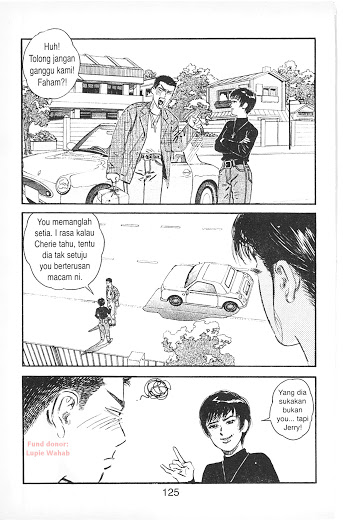 Huh!
Tolong jangan
ganggu kami!
Faham?!
You memanglah
setia. I rasa kalau
Cherie tahu, tentu
dia tak setuju
you berterusan
macam ni.
Yang dia
sukakan
bukan
you... tapi
Jerry!
Fund donor:
Lapie Wahab
125